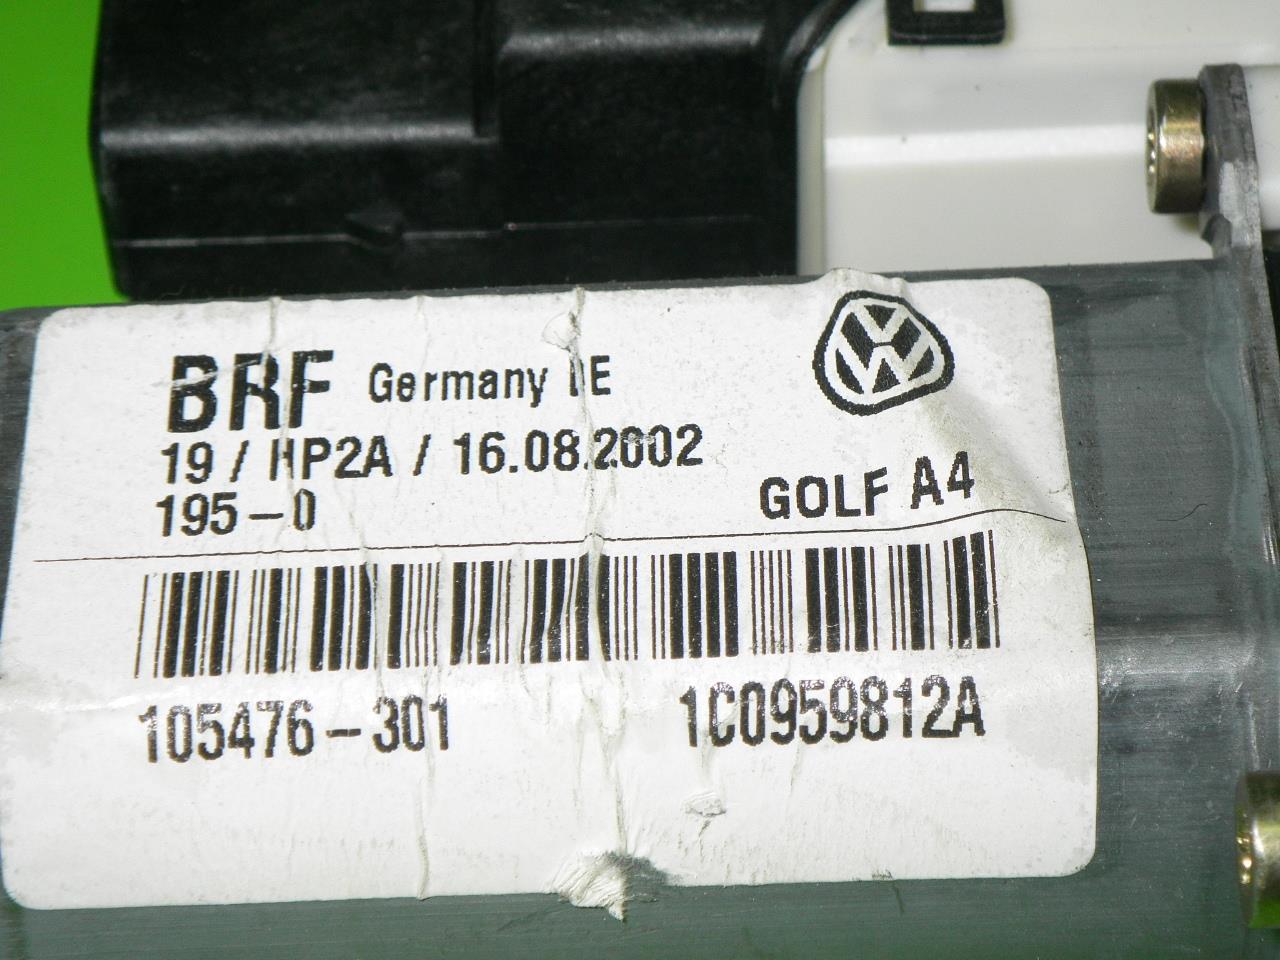 BRF Germany DE
19 / HP2A / 16.08.2002
195-0
GOLF A4
105476-301
1C0959812A